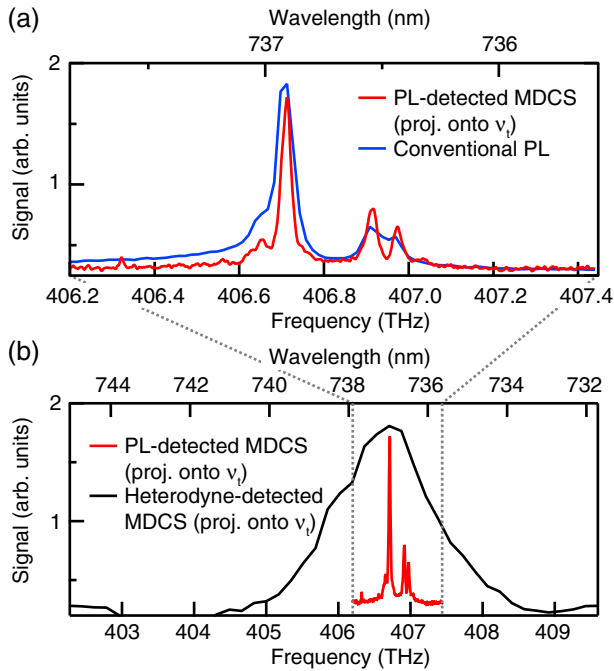 (a)
Wavelength (nm)
737 736
2
1
Signal (arb. units)
PL-detected MDCS
(proj. onto νt)
Conventional PL
406.2 406.4 406.6 406.8 407.0 407.2 407.4
Frequency (THz)
(b)
Wavelength (nm)
744 742 740 738 736 734 732
2
1
Signal (arb. units)
PL-detected MDCS
(proj. onto νt)
Heterodyne-detected
MDCS (proj. onto νt)
403 404 405 406 407 408 409
Frequency (THz)